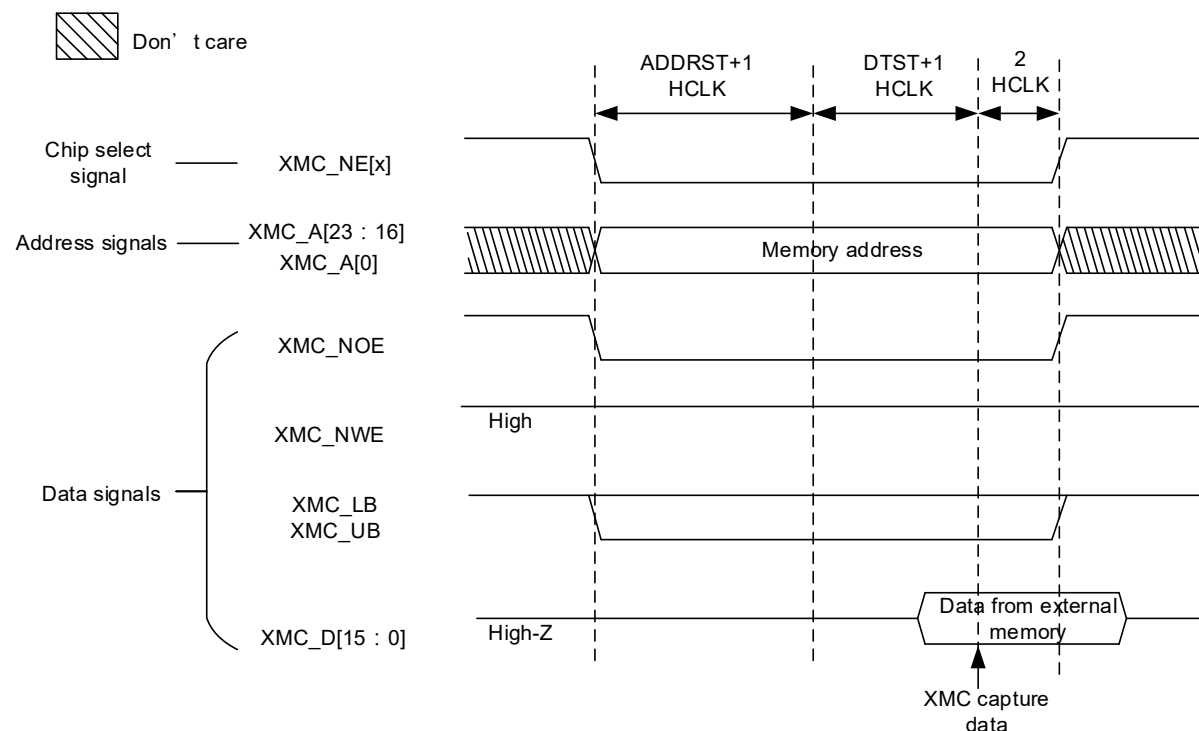 Don’t care
ADDRST+1
HCLK
DTST+1
HCLK
2
HCLK
Chip select
signal
XMC_NE[x]
Address signals
XMC_A[23：16]
XMC_A[0]
Memory address
XMC_NOE
High
XMC_NWE
Data signals
XMC_LB
XMC_UB
XMC_D[15：0]
High-Z
Data from external
memory
XMC capture
data